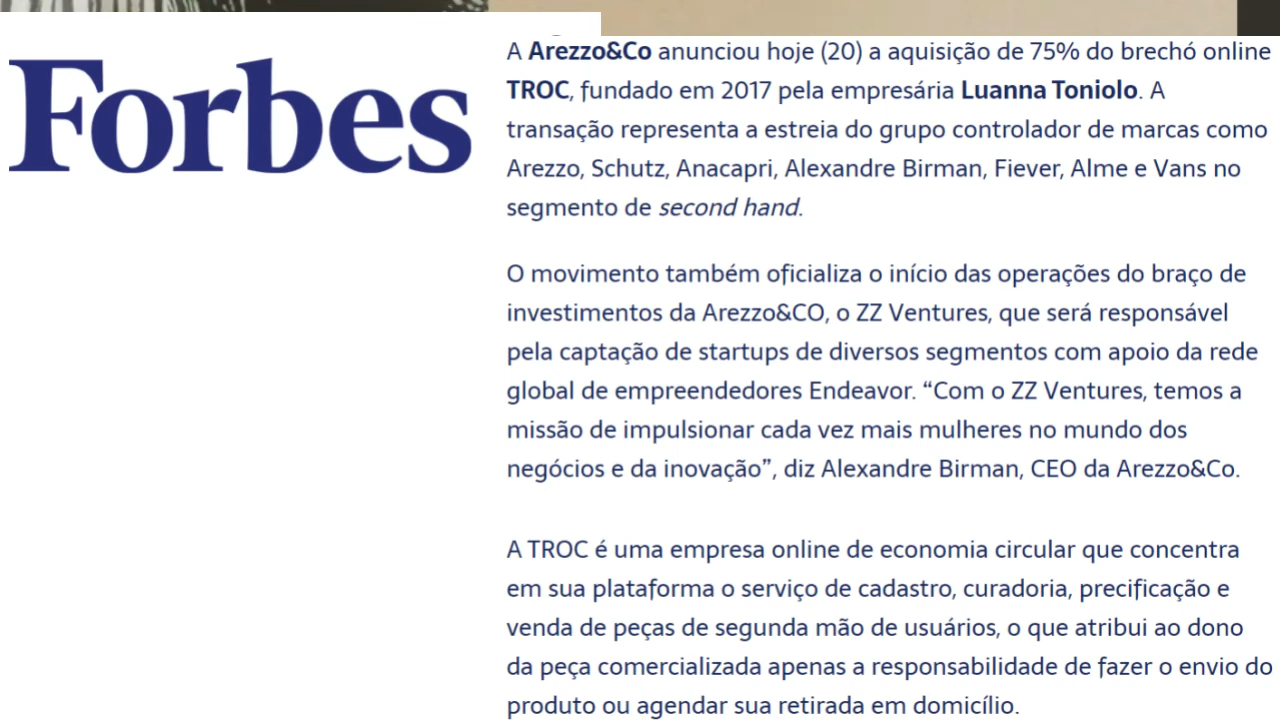 Forbes
A Arezzo&Co anunciou hoje (20) a aquisição de 75% do brechó online
TROC, fundado em 2017 pela empresária Luanna Toniolo. A
transação representa a estreia do grupo controlador de marcas como
Arezzo, Schutz, Anacapri, Alexandre Birman, Fiever, Alme e Vans no
segmento de second hand.
O movimento também oficializa o início das operações do braço de
investimentos da Arezzo&CO, o ZZ Ventures, que será responsável
pela captação de startups de diversos segmentos com apoio da rede
global de empreendedores Endeavor. “Com o ZZ Ventures, temos a
missão de impulsionar cada vez mais mulheres no mundo dos
negócios e da inovação”, diz Alexandre Birman, CEO da Arezzo&Co.
A TROC é uma empresa online de economia circular que concentra
em sua plataforma o serviço de cadastro, curadoria, precificação e
venda de peças de segunda mão de usuários, o que atribui ao dono
da peça comercializada apenas a responsabilidade de fazer o envio do
produto ou agendar sua retirada em domicílio.